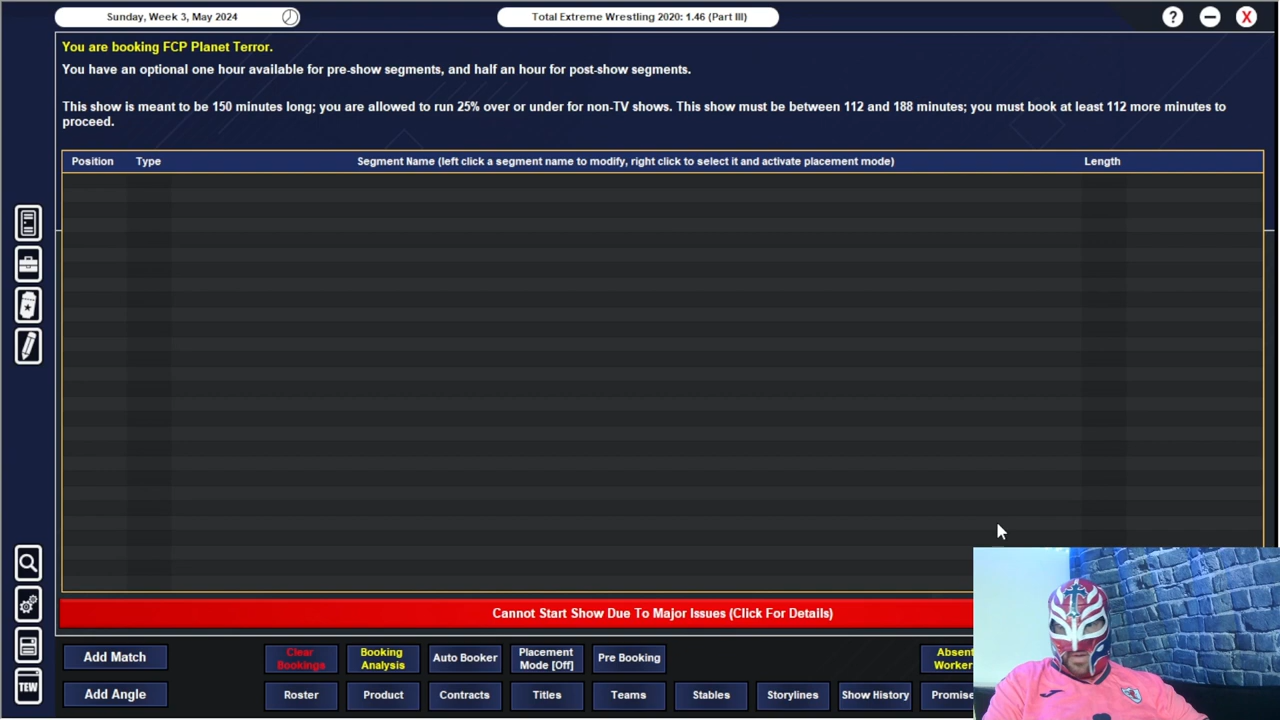 Sunday, Week 3, May 2024
Total Extreme Wrestling 2020: 1.46 (Part III)
?
X
You are booking FCP Planet Terror.
You have an optional one hour available for pre-show segments, and half an hour for post-show segments.
This show is meant to be 150 minutes long; you are allowed to run 25% over or under for non-TV shows. This show must be between 112 and 188 minutes; you must book at least 112 more minutes to
proceed.
Position Type Segment Name (left click a segment name to modify, right click to select it and activate placement mode) Length
Cannot Start Show Due To Major Issues (Click For Details)
Add Match
Clear
Bookings
Booking
Analysis
Auto Booker
Placement
Mode [Off]
Pre Booking
Absent
Worker
Add Angle
Roster
Product
Contracts
Titles
Teams
Stables
Storylines
Show History
Promise
TEW